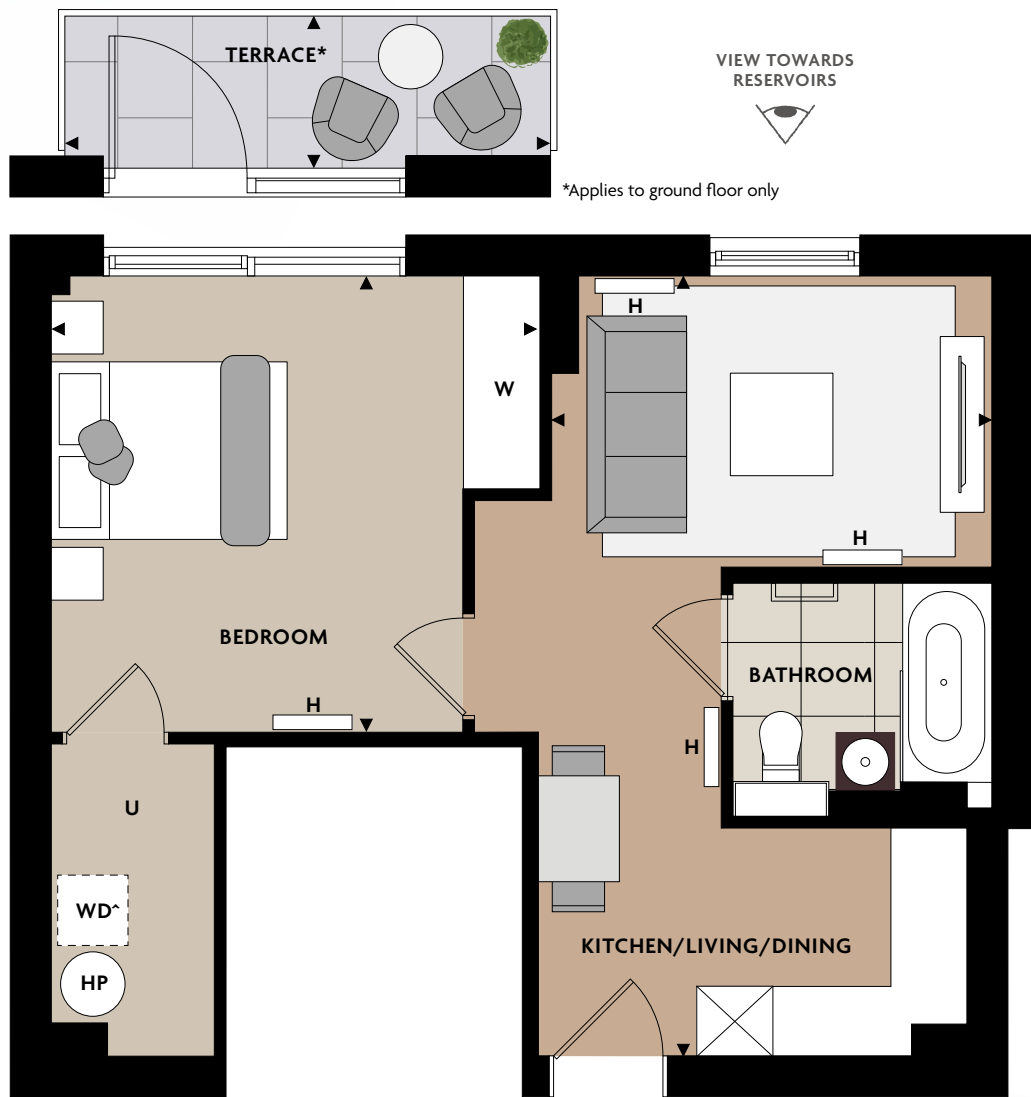 TERRACE*
VIEW TOWARDS
RESERVOIRS
*Applies to ground floor only
H
W
H
BEDROOM
BATHROOM
H
H
U
WD^
KITCHEN/LIVING/DINING
HP